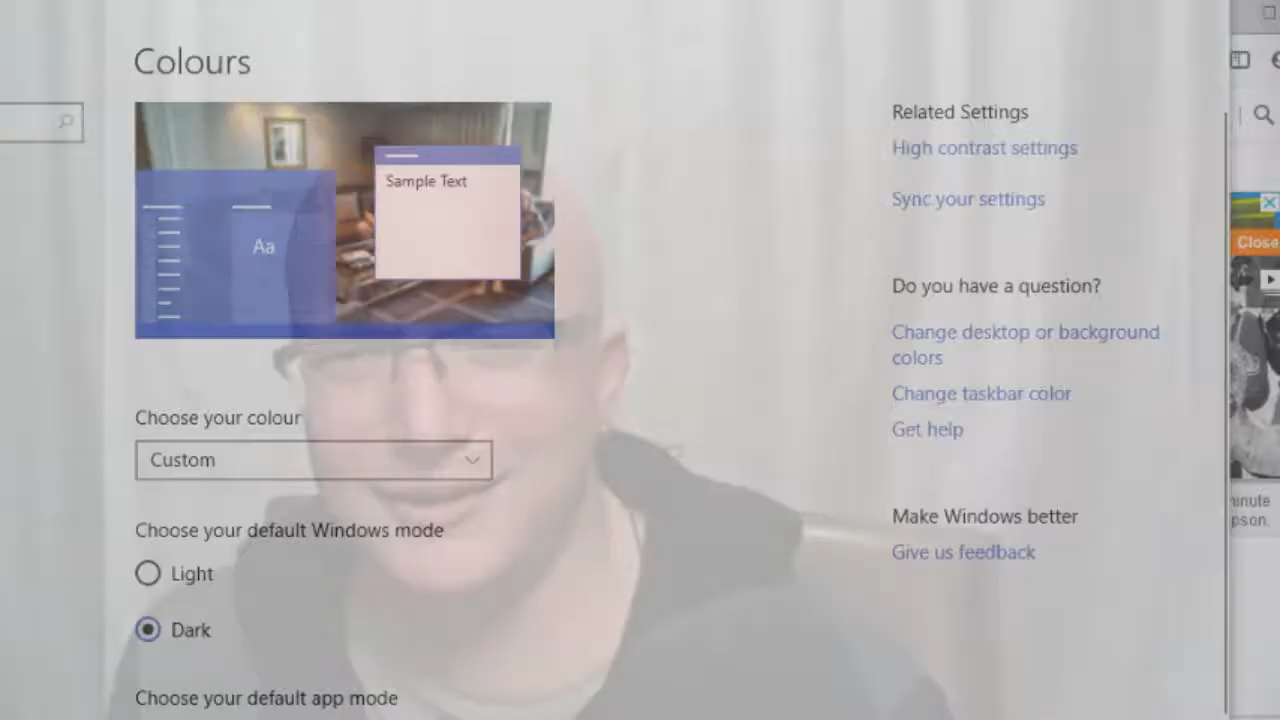 Colours
Sample Text
Aa
Choose your colour
Custom
Choose your default Windows mode
Light
Dark
Choose your default app mode
Related Settings
High contrast settings
Sync your settings
Do you have a question?
Change desktop or background
colors
Change taskbar color
Get help
Make Windows better
Give us feedback
Close